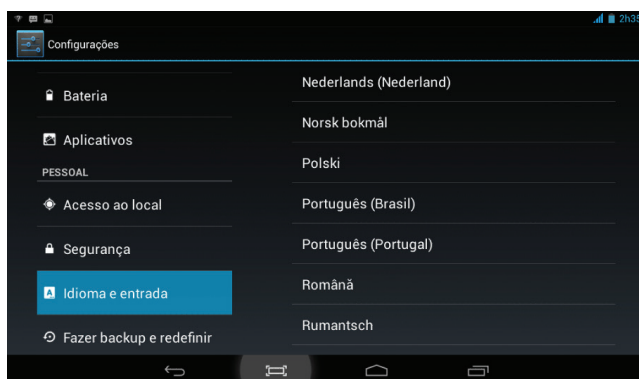 2h35
Configurações
Bateria
Aplicativos
PESSOAL
Acesso ao local
Segurança
Idioma e entrada
Fazer backup e redefinir
Nederlands (Nederland)
Norsk bokmål
Polski
Português (Brasil)
Português (Portugal)
Română
Rumantsch